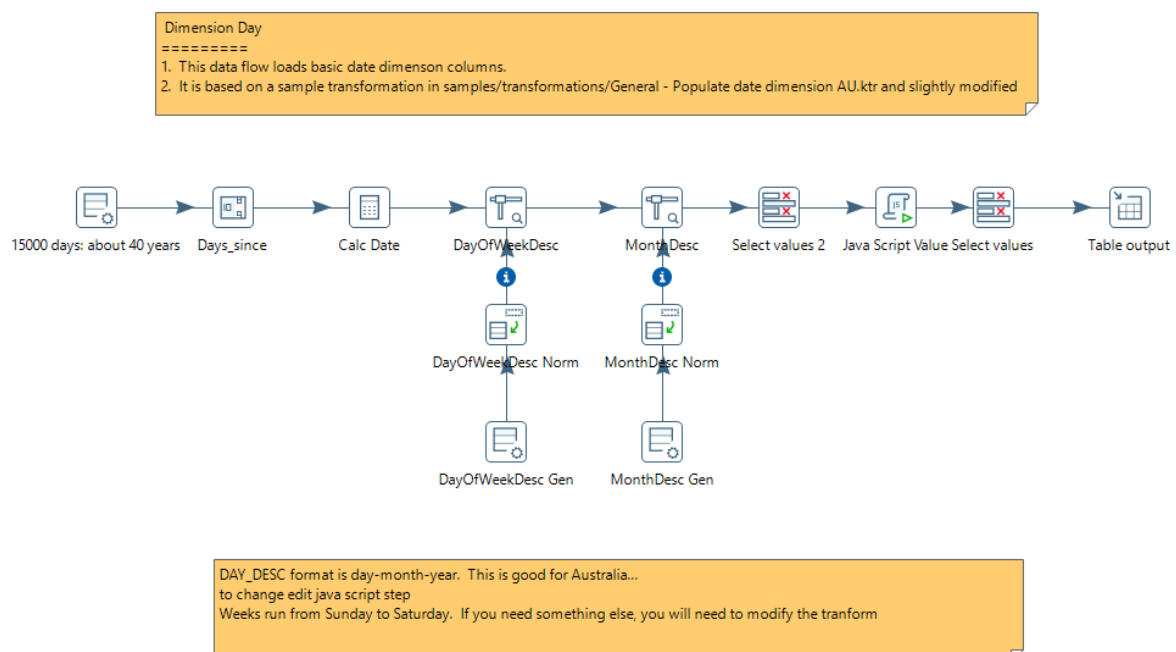 Dimension Day
=========
1. This data flow loads basic date dimenson columns.
2. It is based on a sample transformation in samples/transformations/General - Populate date dimension AU.ktr and slightly modified
15000 days: about 40 years
Days_since
Calc Date
DayOfWeekDesc
MonthDesc
Select values 2
Java Script Value
Select values
Table output
DayOfWeekDesc Norm
MonthDesc Norm
DayOfWeekDesc Gen
MonthDesc Gen
DAY_DESC format is day-month-year. This is good for Australia...
to change edit java script step
Weeks run from Sunday to Saturday. If you need something else, you will need to modify the tranform